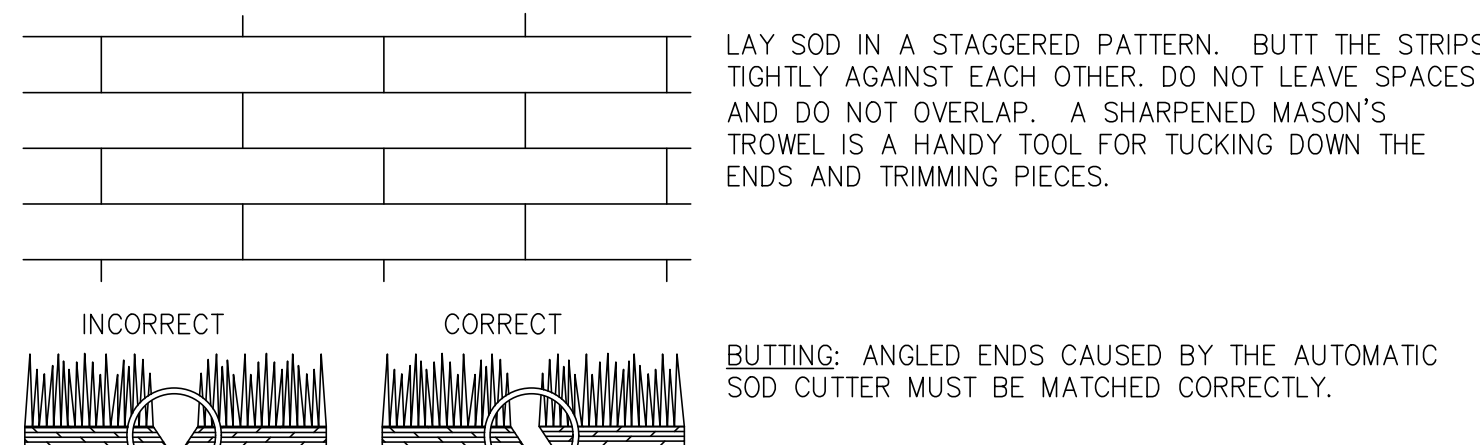 LAY SOD IN A STAGGERED PATTERN. BUTT THE STRIPS
TIGHTLY AGAINST EACH OTHER. DO NOT LEAVE SPACES
AND DO NOT OVERLAP. A SHARPENED MASON'S
TROWEL IS A HANDY TOOL FOR TUCKING DOWN THE
ENDS AND TRIMMING PIECES.
INCORRECT
CORRECT
BUTTING: ANGLED ENDS CAUSED BY THE AUTOMATIC
SOD CUTTER MUST BE MATCHED CORRECTLY.